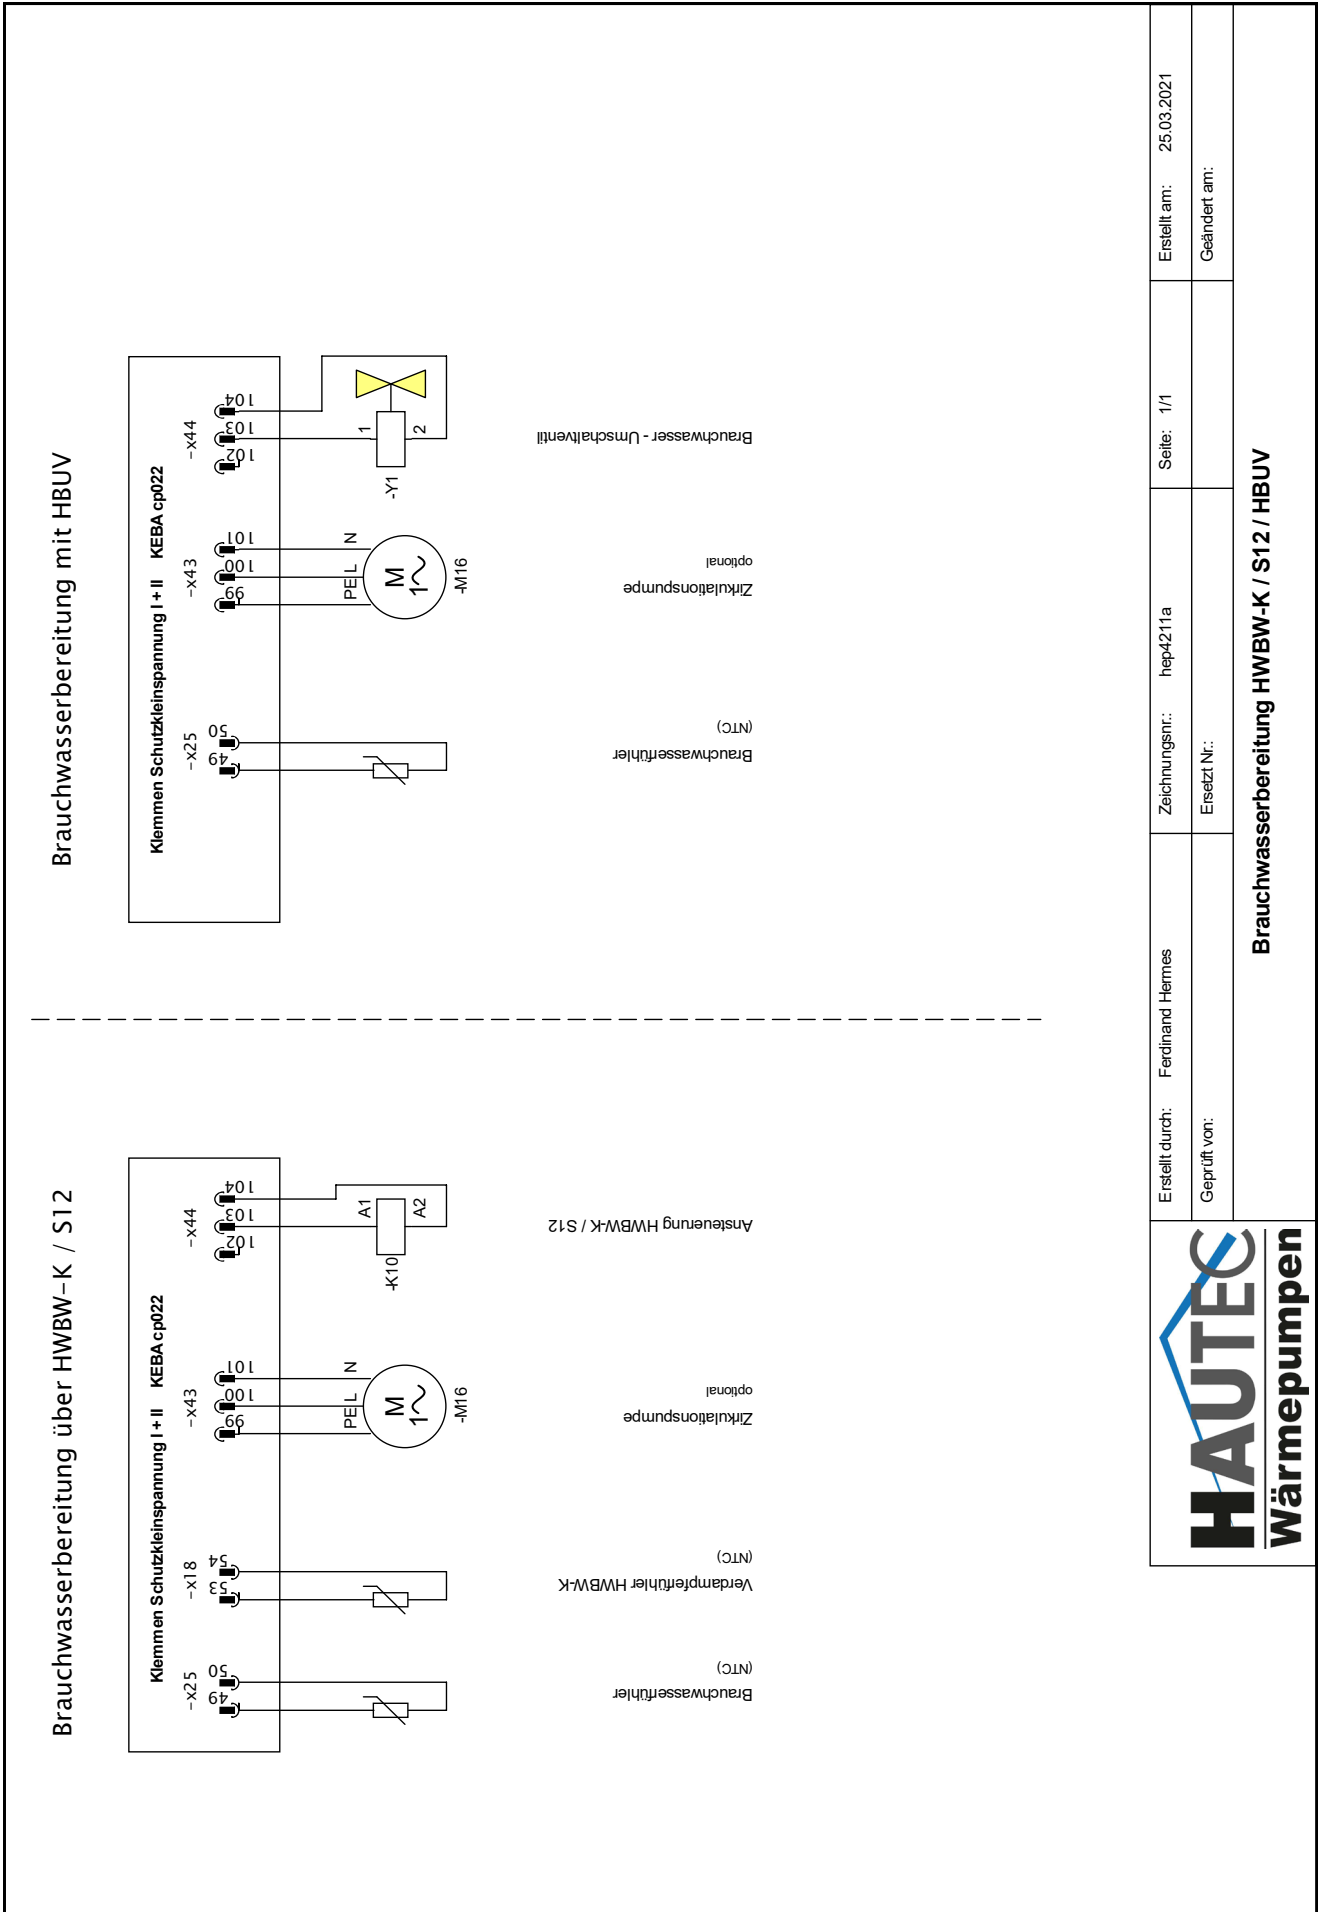 Brauchwasserbereitung über HWBW-K / S12
Klemmen Schutzkleinspannung I + II KEBA cp022
-x25
-x18
-x43
-x44
49
50
53
54
99
100
101
102
103
104
PE
L
N
A1
A2
M
1
-M16
-K10
Brauchwasserfühler
(NTC)
Verdampferfühler HWBW-K
(NTC)
Zirkulationspumpe
optional
Ansteuerung HWBW-K / S12
Brauchwasserbereitung mit HBUV
Klemmen Schutzkleinspannung I + II KEBA cp022
-x25
-x43
-x44
49
50
99
100
101
102
103
104
PE
L
N
1
2
M
1
-M16
-Y1
Brauchwasserfühler
(NTC)
Zirkulationspumpe
optional
Brauchwasser - Umschaltventil
HAUTEC
Wärmepumpen
Erstellt durch: Ferdinand Hermes
Zeichnungsnr.: hep4211a
Seite: 1/1
Erstellt am: 25.03.2021
Geprüft von:
Ersetzt Nr.:
Geändert am:
Brauchwasserbereitung HWBW-K / S12 / HBUV